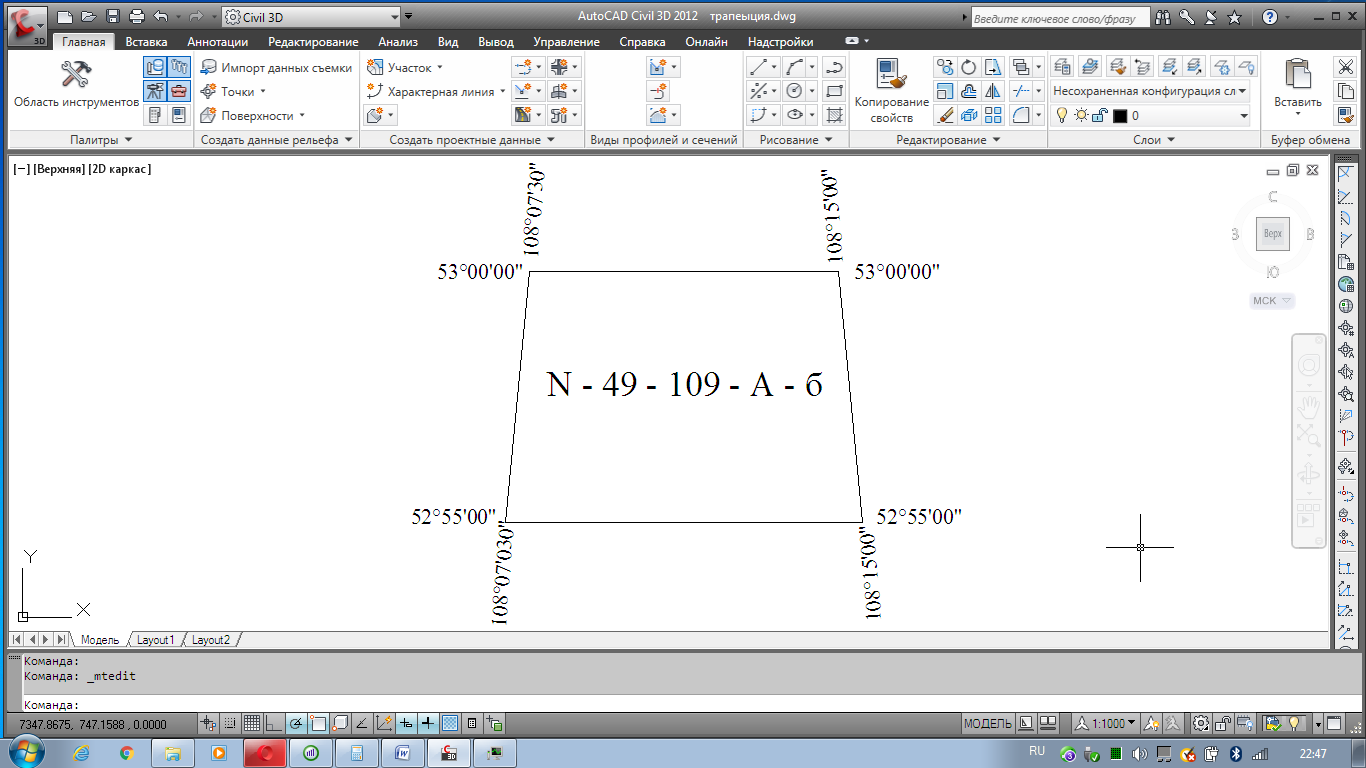 AutoCAD Civil 3D 2012 трапеыция.dwg
Civil 3D
Введите ключевое слово/фразу
3D
Главная Вставка Аннотации Редактирование Анализ Вид Вывод Управление Справка Онлайн Надстройки
Область инструментов
Импорт данных съемки
Точки
Поверхности
Участок
Характерная линия
Копирование свойств
Несохраненная конфигурация сл
0
Вставить
Палитры
Создать данные рельефа
Создать проектные данные
Виды профилей и сечений
Рисование
Редактирование
Слои
Буфер обмена
[−] [Верхняя] [2D каркас]
108°07'30"
108°15'00"
С
З Верх В
Ю
МСК
53°00'00"
53°00'00"
N - 49 - 109 - А - б
52°55'00"
52°55'00"
108°07'030"
108°15'00"
Y
X
Модель Layout1 Layout2
Команда:
Команда: _mtedit
Команда:
7347.8675, 747.1588 , 0.0000
МОДЕЛЬ
1:1000
RU
22:47